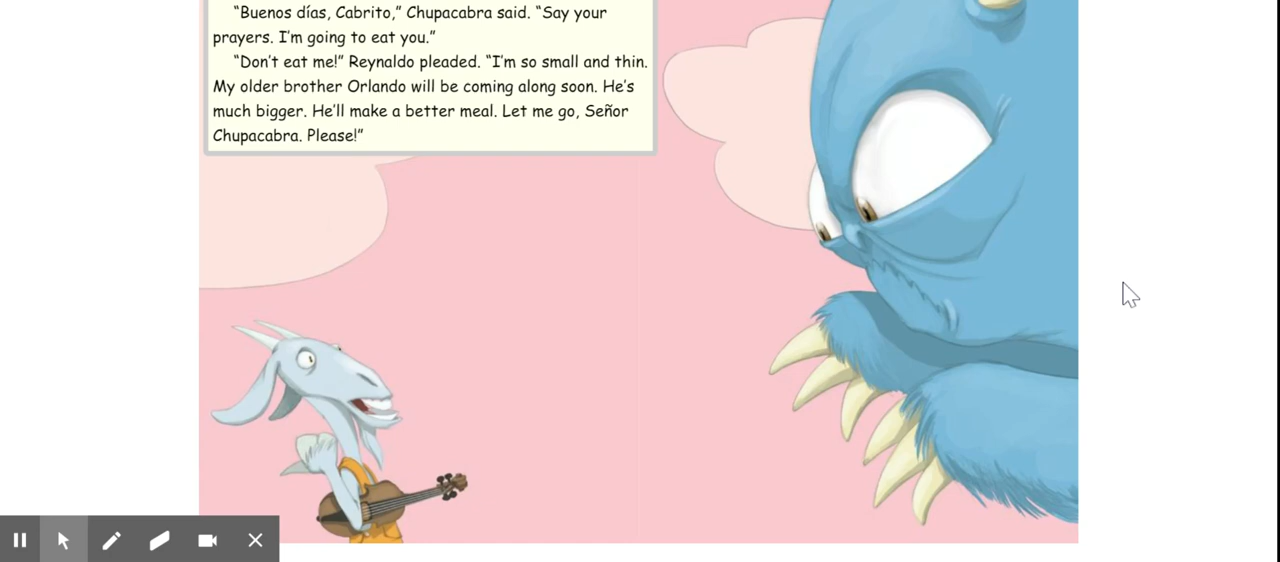 “Buenos días, Cabrito,” Chupacabra said. “Say your
prayers. I’m going to eat you.”
“Don’t eat me!” Reynaldo pleaded. “I’m so small and thin.
My older brother Orlando will be coming along soon. He’s
much bigger. He’ll make a better meal. Let me go, Señor
Chupacabra. Please!”